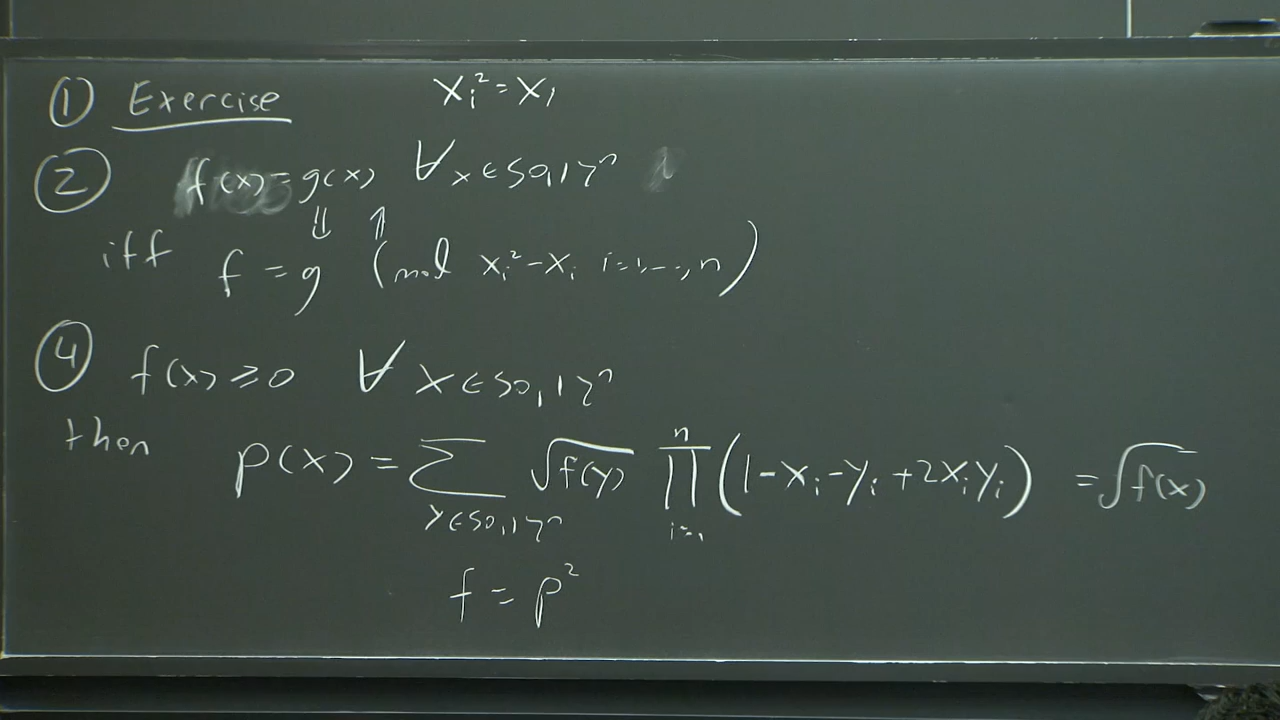 ① Exercise xᵢ² = xᵢ
② f(x) = g(x) ∀ x ∈ {0,1}ⁿ
⇓ ⇑
iff f = g (mod xᵢ² - xᵢ i=1,...,n)
④ f(x) ≥ 0 ∀ x ∈ {0,1}ⁿ
then p(x) = ∑_{y∈{0,1}ⁿ} √f(y) ∏_{i=1}^{n} (1 - xᵢ - yᵢ + 2xᵢyᵢ) = √f(x)
f = p²